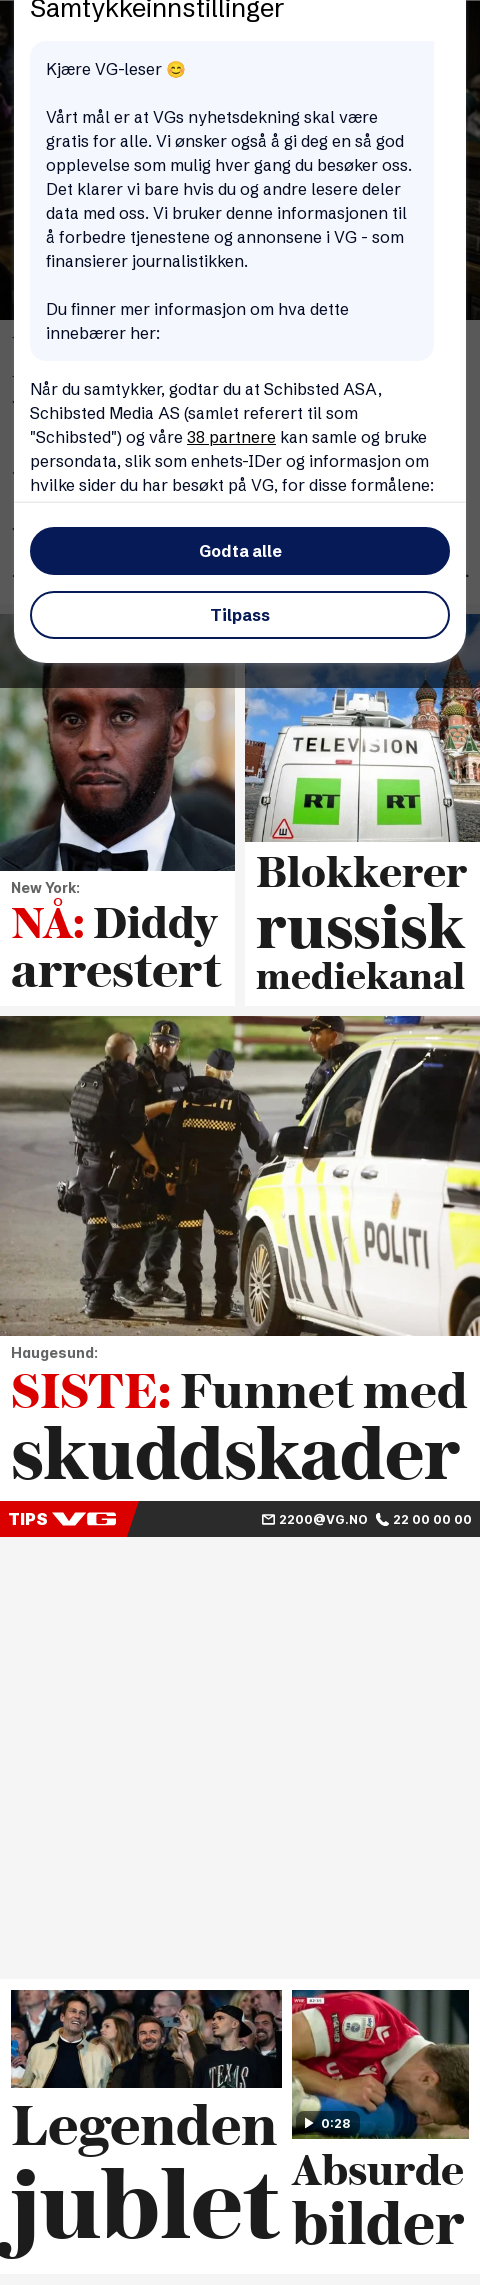 Samtykkeinnstillinger
Kjære VG-leser 😊
Vårt mål er at VGs nyhetsdekning skal være
gratis for alle. Vi ønsker også å gi deg en så god
opplevelse som mulig hver gang du besøker oss.
Det klarer vi bare hvis du og andre lesere deler
data med oss. Vi bruker denne informasjonen til
å forbedre tjenestene og annonsene i VG - som
finansierer journalistikken.
Du finner mer informasjon om hva dette
innebærer her:
Når du samtykker, godtar du at Schibsted ASA,
Schibsted Media AS (samlet referert til som
"Schibsted") og våre 38 partnere kan samle og bruke
persondata, slik som enhets-IDer og informasjon om
hvilke sider du har besøkt på VG, for disse formålene:
Godta alle
Tilpass
TELEVISION
RT
RT
New York:
NÅ: Diddy
arrestert
Blokkerer
russisk
mediekanal
POLITI
POLITI
Haugesund:
SISTE: Funnet med
skuddskader
TIPS VG
2200@VG.NO
22 00 00 00
TEXAS
0:28
Legenden
jublet
Absurde
bilder